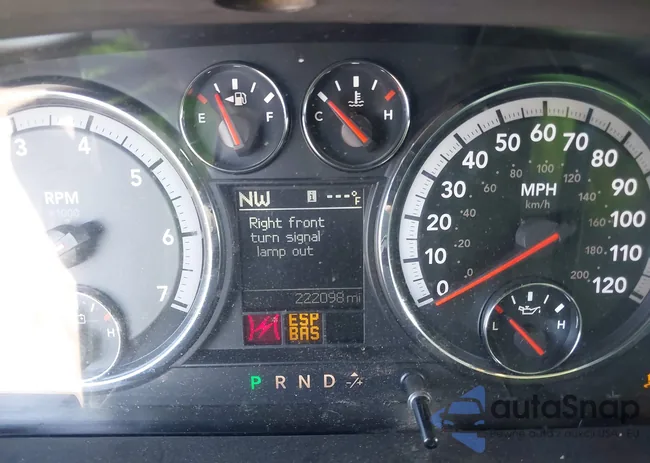 E F
C H
3 4 5 6 7
RPM
x1000
H
NW i ---°F
Right front
turn signal
lamp out
222098 mi
ESP
BAS
P R N D -/+
0 10 20 30 40 50 60 70 80 90 100 110 120
0 20 40 60 80 100 120 140 160 180 200
MPH
km/h
L H
autoSnap